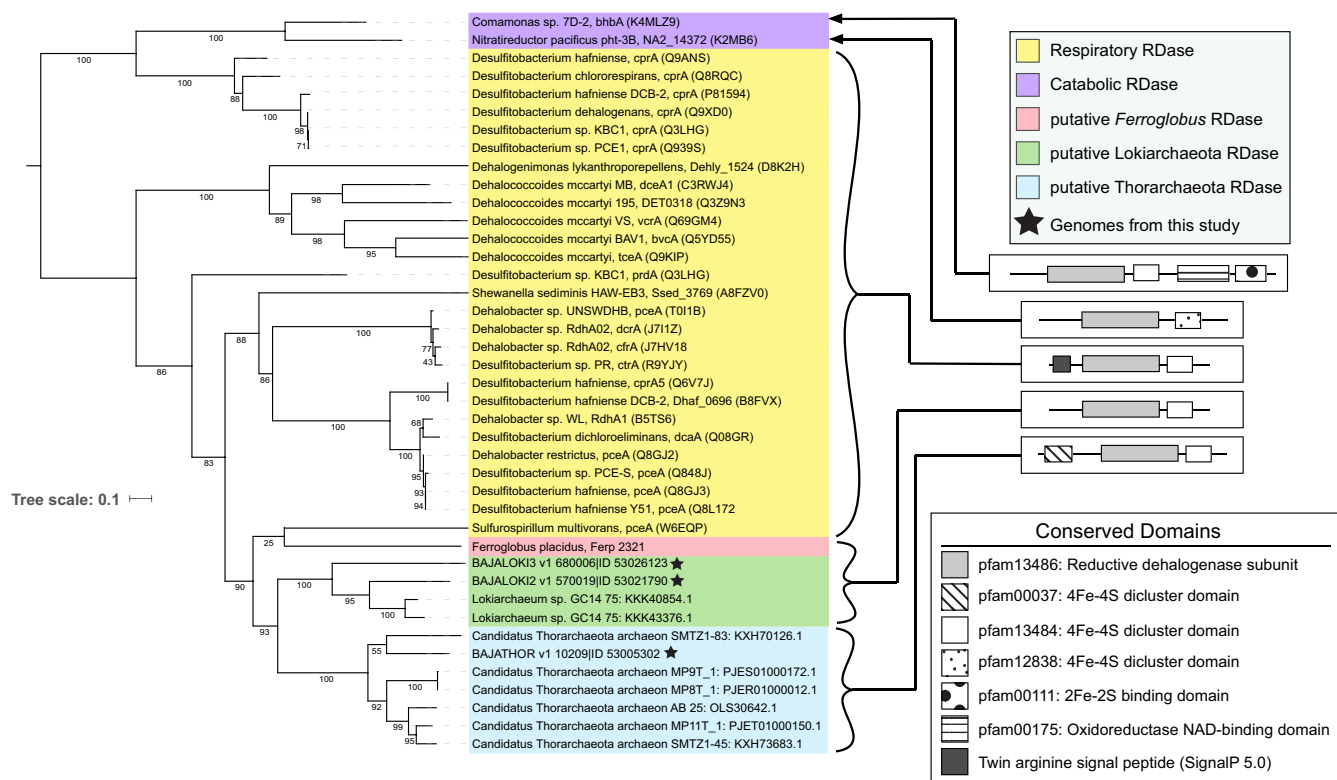 Comamonas sp. 7D-2, bhbA (K4MLZ9)
Nitratireductor pacificus pht-3B, NA2_14372 (K2MB6)
Desulfitobacterium hafniense, cprA (Q9ANS)
Desulfitobacterium chlororespirans, cprA (Q8RQC)
Desulfitobacterium hafniense DCB-2, cprA (P81594)
Desulfitobacterium dehalogenans, cprA (Q9XD0)
Desulfitobacterium sp. KBC1, cprA (Q3LHG)
Desulfitobacterium sp. PCE1, cprA (Q939S)
Dehalogenimonas lykanthroporepellens, Dehly_1524 (D8K2H)
Dehalococcoides mccartyi MB, dceA1 (C3RWJ4)
Dehalococcoides mccartyi 195, DET0318 (Q3Z9N3
Dehalococcoides mccartyi VS, vcrA (Q69GM4)
Dehalococcoides mccartyi BAV1, bvcA (Q5YD55)
Dehalococcoides mccartyi, tceA (Q9KIP)
Desulfitobacterium sp. KBC1, prdA (Q3LHG)
Shewanella sediminis HAW-EB3, Ssed_3769 (A8FZV0)
Dehalobacter sp. UNSWDHB, pceA (T0I1B)
Dehalobacter sp. RdhA02, dcrA (J7I1Z)
Dehalobacter sp. RdhA02, cfrA (J7HV18
Desulfitobacterium sp. PR, ctrA (R9YJY)
Desulfitobacterium hafniense, cprA5 (Q6V7J)
Desulfitobacterium hafniense DCB-2, Dhaf_0696 (B8FVX)
Dehalobacter sp. WL, RdhA1 (B5TS6)
Desulfitobacterium dichloroeliminans, dcaA (Q08GR)
Dehalobacter restrictus, pceA (Q8GJ2)
Desulfitobacterium sp. PCE-S, pceA (Q848J)
Desulfitobacterium hafniense, pceA (Q8GJ3)
Desulfitobacterium hafniense Y51, pceA (Q8L172
Sulfurospirillum multivorans, pceA (W6EQP)
Ferroglobus placidus, Ferp 2321
BAJALOKI3 v1 680006|ID 53026123
BAJALOKI2 v1 570019|ID 53021790
Lokiarchaeum sp. GC14 75: KKK40854.1
Lokiarchaeum sp. GC14 75: KKK43376.1
Candidatus Thorarchaeota archaeon SMTZ1-83: KXH70126.1
BAJATHOR v1 10209|ID 53005302
Candidatus Thorarchaeota archaeon MP9T_1: PJES01000172.1
Candidatus Thorarchaeota archaeon MP8T_1: PJER01000012.1
Candidatus Thorarchaeota archaeon AB 25: OLS30642.1
Candidatus Thorarchaeota archaeon MP11T_1: PJET01000150.1
Candidatus Thorarchaeota archaeon SMTZ1-45: KXH73683.1
100
100
88
100
98
71
100
98
89
98
95
86
88
100
77
43
86
100
100
68
100
95
93
94
83
25
90
100
95
100
93
55
100
100
92
99
95
Tree scale: 0.1
Respiratory RDase
Catabolic RDase
putative Ferroglobus RDase
putative Lokiarchaeota RDase
putative Thorarchaeota RDase
Genomes from this study
Conserved Domains
pfam13486: Reductive dehalogenase subunit
pfam00037: 4Fe-4S dicluster domain
pfam13484: 4Fe-4S dicluster domain
pfam12838: 4Fe-4S dicluster domain
pfam00111: 2Fe-2S binding domain
pfam00175: Oxidoreductase NAD-binding domain
Twin arginine signal peptide (SignalP 5.0)